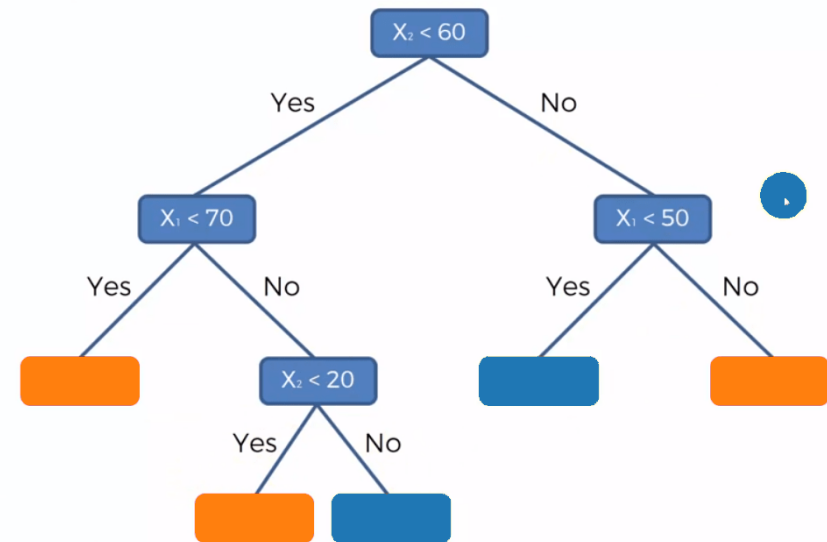 X₂ < 60
Yes
No
X₁ < 70
X₁ < 50
Yes
No
Yes
No
X₂ < 20
Yes
No